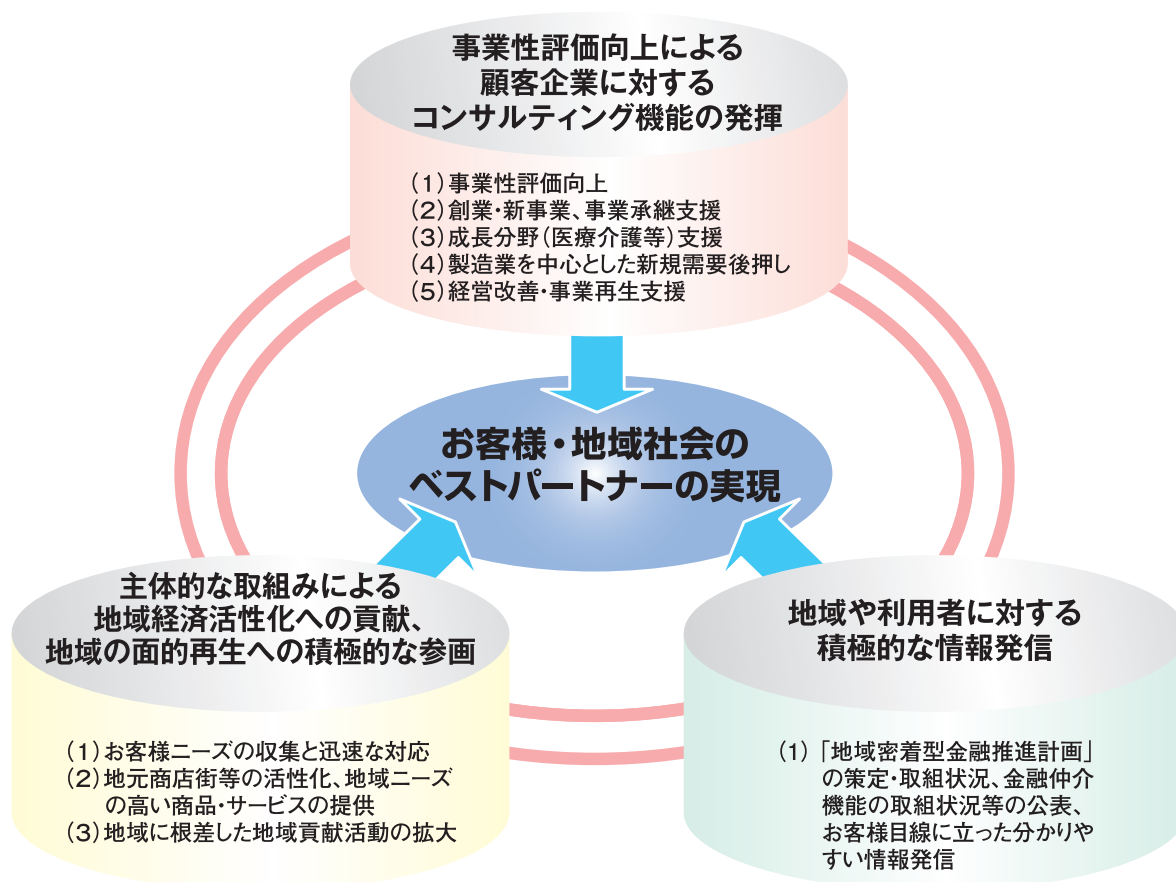 事業性評価向上による
顧客企業に対する
コンサルティング機能の発揮
（1）事業性評価向上
（2）創業・新事業、事業承継支援
（3）成長分野（医療介護等）支援
（4）製造業を中心とした新規需要後押し
（5）経営改善・事業再生支援
お客様・地域社会の
ベストパートナーの実現
主体的な取組みによる
地域経済活性化への貢献、
地域の面的再生への積極的な参画
（1）お客様ニーズの収集と迅速な対応
（2）地元商店街等の活性化、地域ニーズ
の高い商品・サービスの提供
（3）地域に根差した地域貢献活動の拡大
地域や利用者に対する
積極的な情報発信
（1）「地域密着型金融推進計画」
の策定・取組状況、金融仲介
機能の取組状況等の公表、
お客様目線に立った分かりや
すい情報発信